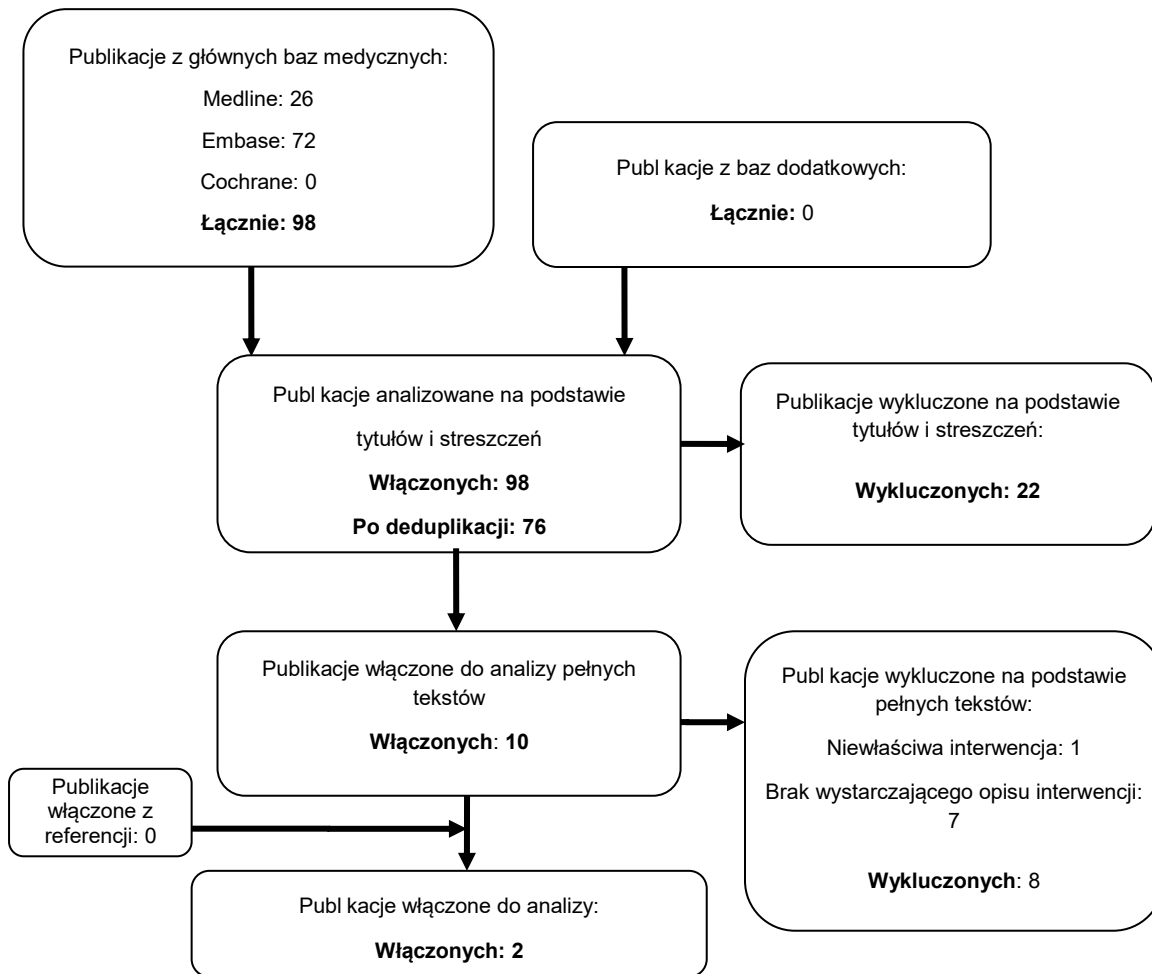 Publikacje z głównych baz medycznych:
Medline: 26
Embase: 72
Cochrane: 0
Łącznie: 98
Publ kacje z baz dodatkowych:
Łącznie: 0
Publ kacje analizowane na podstawie
tytułów i streszczeń
Włączonych: 98
Po deduplikacji: 76
Publikacje wykluczone na podstawie
tytułów i streszczeń:
Wykluczonych: 22
Publikacje włączone do analizy pełnych
tekstów
Włączonych: 10
Publ kacje wykluczone na podstawie
pełnych tekstów:
Niewłaściwa interwencja: 1
Brak wystarczającego opisu interwencji:
7
Wykluczonych: 8
Publikacje
włączone z
referencji: 0
Publ kacje włączone do analizy:
Włączonych: 2